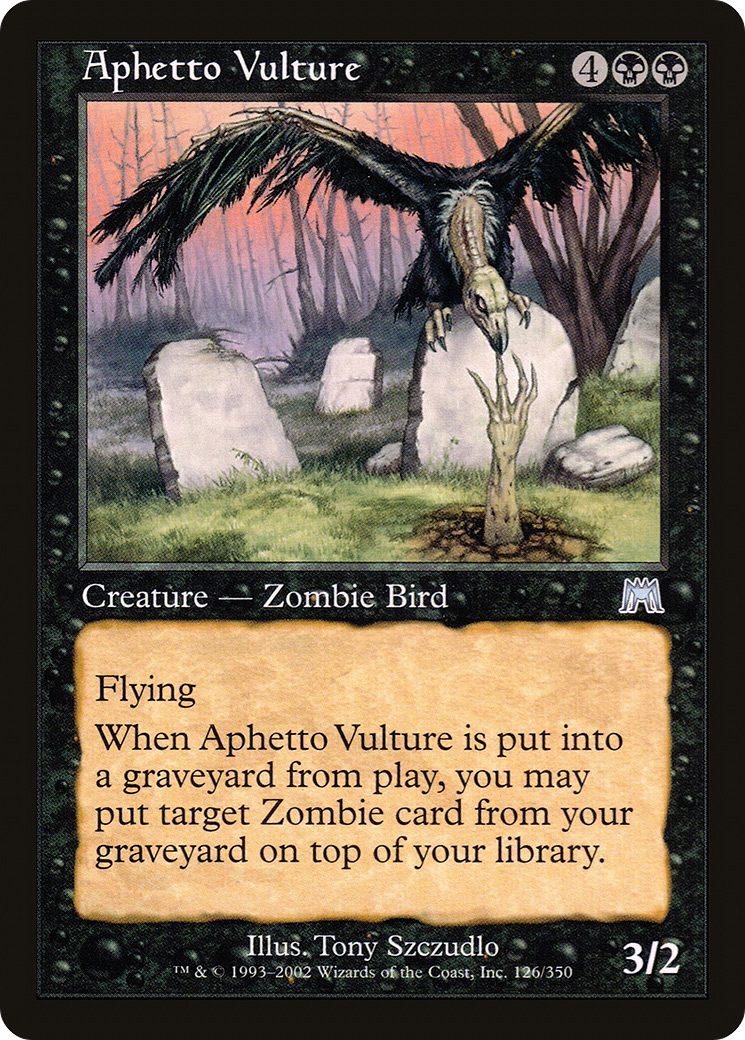 Aphetto Vulture 4
Creature — Zombie Bird
Flying
When Aphetto Vulture is put into
a graveyard from play, you may
put target Zombie card from your
graveyard on top of your library.
Illus. Tony Szczudlo
™ & © 1993–2002 Wizards of the Coast, Inc. 126/350
3/2